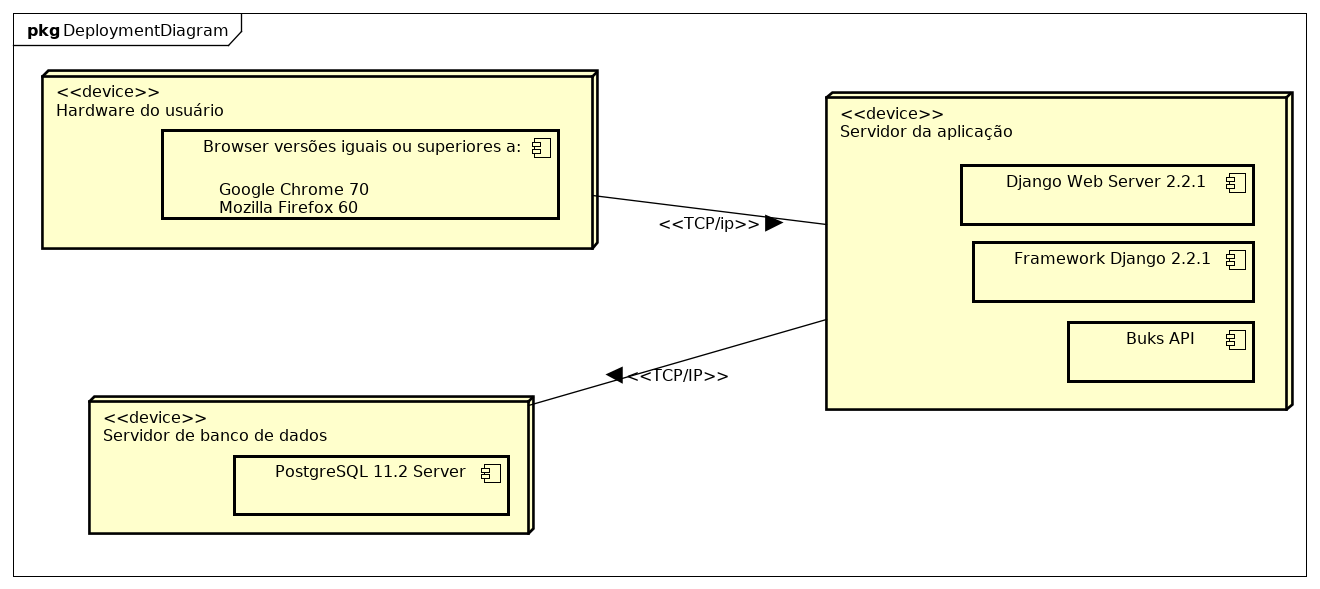 pkg DeploymentDiagram
<<device>>
Hardware do usuário
Browser versões iguais ou superiores a:
Google Chrome 70
Mozilla Firefox 60
<<TCP/ip>>
<<device>>
Servidor da aplicação
Django Web Server 2.2.1
Framework Django 2.2.1
Buks API
<<TCP/IP>>
<<device>>
Servidor de banco de dados
PostgreSQL 11.2 Server